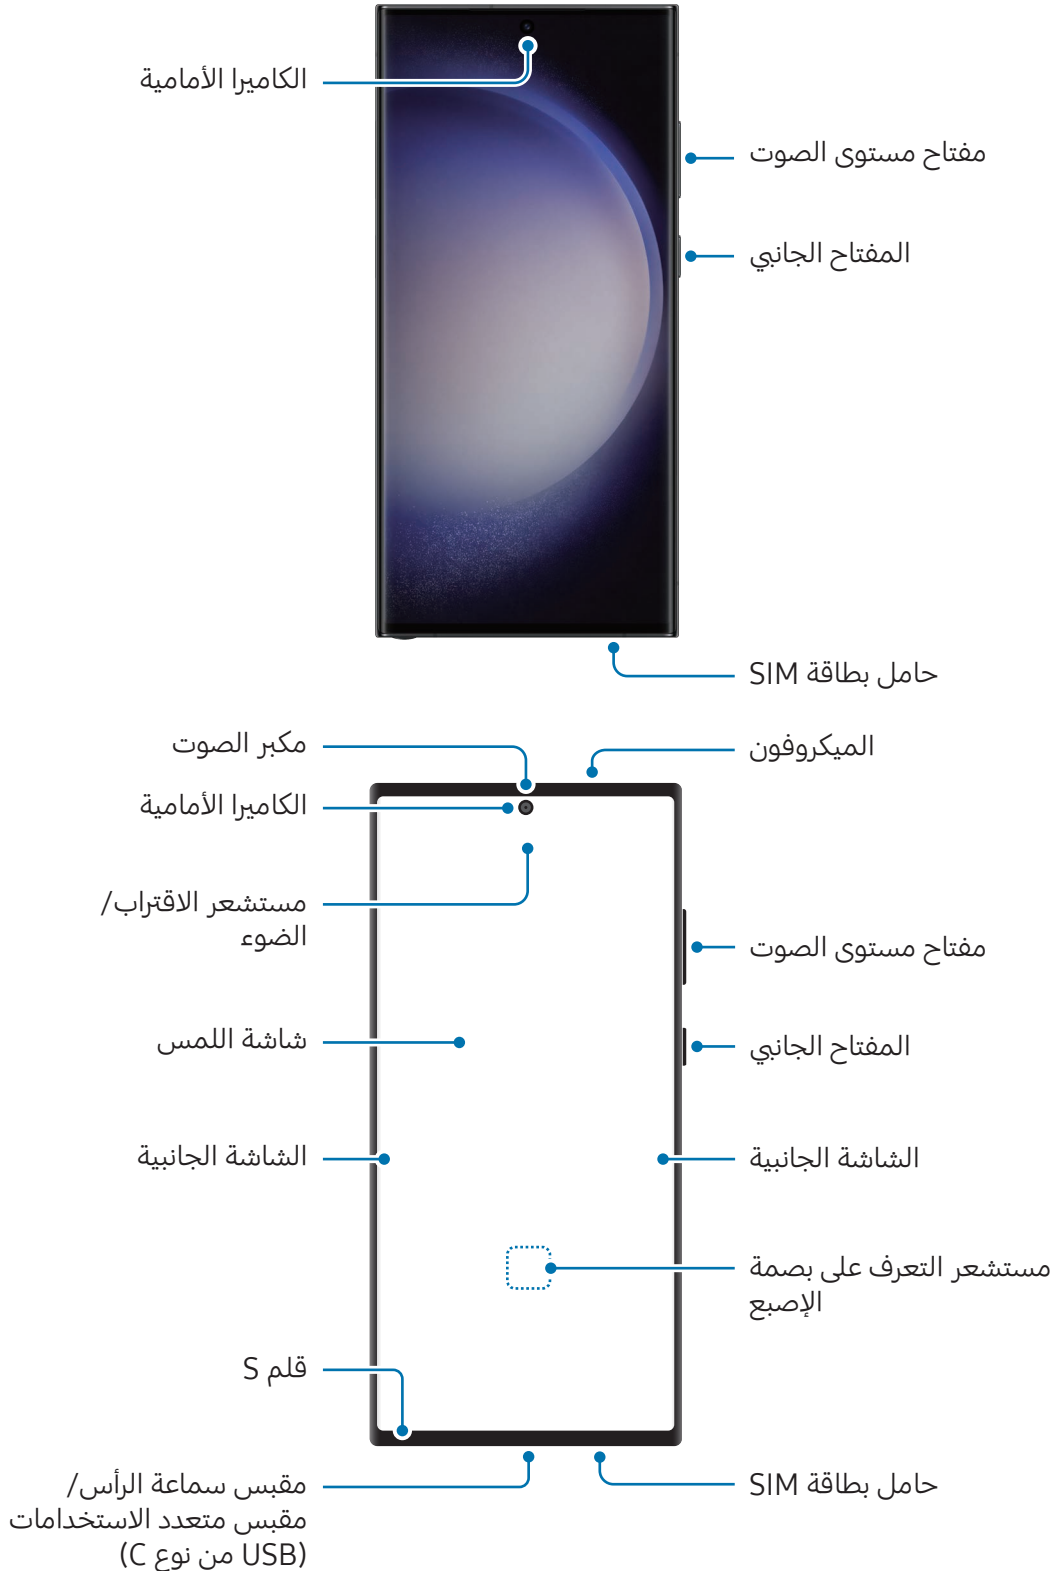 الكاميرا الأمامية
مفتاح مستوى الصوت
المفتاح الجانبي
حامل بطاقة SIM
الميكروفون
مكبر الصوت
الكاميرا الأمامية
مستشعر الاقتراب/
الضوء
مفتاح مستوى الصوت
شاشة اللمس
المفتاح الجانبي
الشاشة الجانبية
الشاشة الجانبية
مستشعر التعرف على بصمة
الإصبع
قلم S
حامل بطاقة SIM
مقبس سماعة الرأس/
مقبس متعدد الاستخدامات
(USB من نوع C)